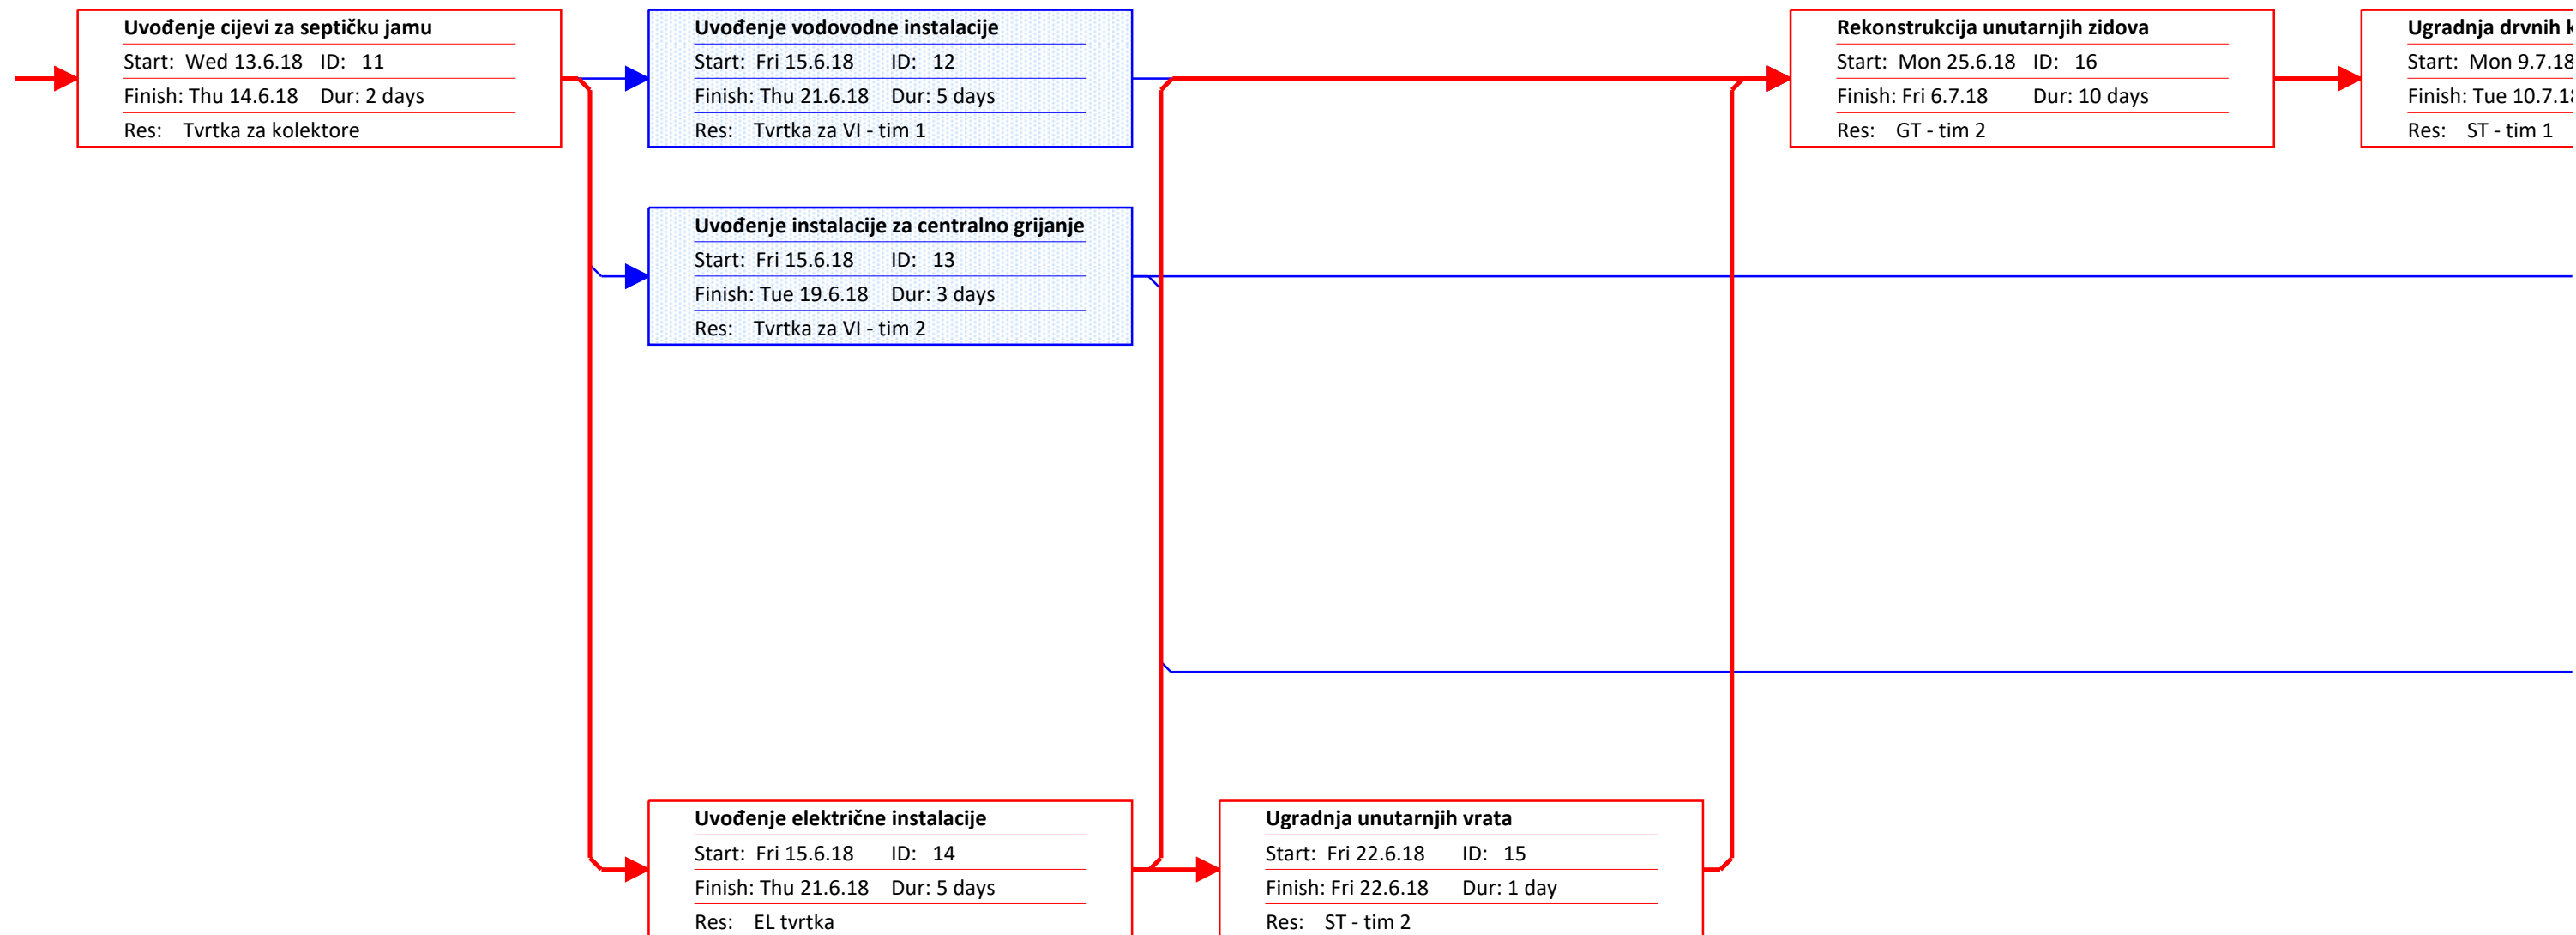 Uvođenje cijevi za septičku jamu
Start: Wed 13.6.18 ID: 11
Finish: Thu 14.6.18 Dur: 2 days
Res: Tvrtka za kolektore
Uvođenje vodovodne instalacije
Start: Fri 15.6.18 ID: 12
Finish: Thu 21.6.18 Dur: 5 days
Res: Tvrtka za VI - tim 1
Rekonstrukcija unutarnjih zidova
Start: Mon 25.6.18 ID: 16
Finish: Fri 6.7.18 Dur: 10 days
Res: GT - tim 2
Ugradnja drvnih
Start: Mon 9.7.18
Finish: Tue 10.7.18
Res: ST - tim 1
Uvođenje instalacije za centralno grijanje
Start: Fri 15.6.18 ID: 13
Finish: Tue 19.6.18 Dur: 3 days
Res: Tvrtka za VI - tim 2
Uvođenje električne instalacije
Start: Fri 15.6.18 ID: 14
Finish: Thu 21.6.18 Dur: 5 days
Res: EL tvrtka
Ugradnja unutarnjih vrata
Start: Fri 22.6.18 ID: 15
Finish: Fri 22.6.18 Dur: 1 day
Res: ST - tim 2